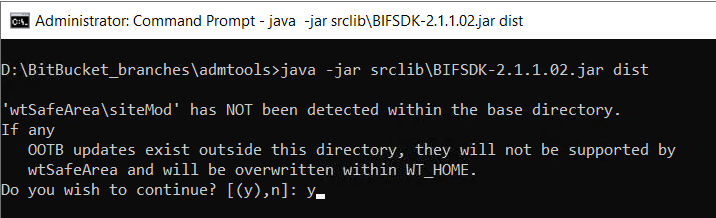 Administrator: Command Prompt - java  -jar srclib\BIFSDK-2.1.1.02.jar dist
D:\BitBucket_branches\admtools>java -jar srclib\BIFSDK-2.1.1.02.jar dist
'wtSafeArea\siteMod' has NOT been detected within the base directory.
If any
   OOTB updates exist outside this directory, they will not be supported by
   wtSafeArea and will be overwritten within WT_HOME.
Do you wish to continue? [(y),n]: y